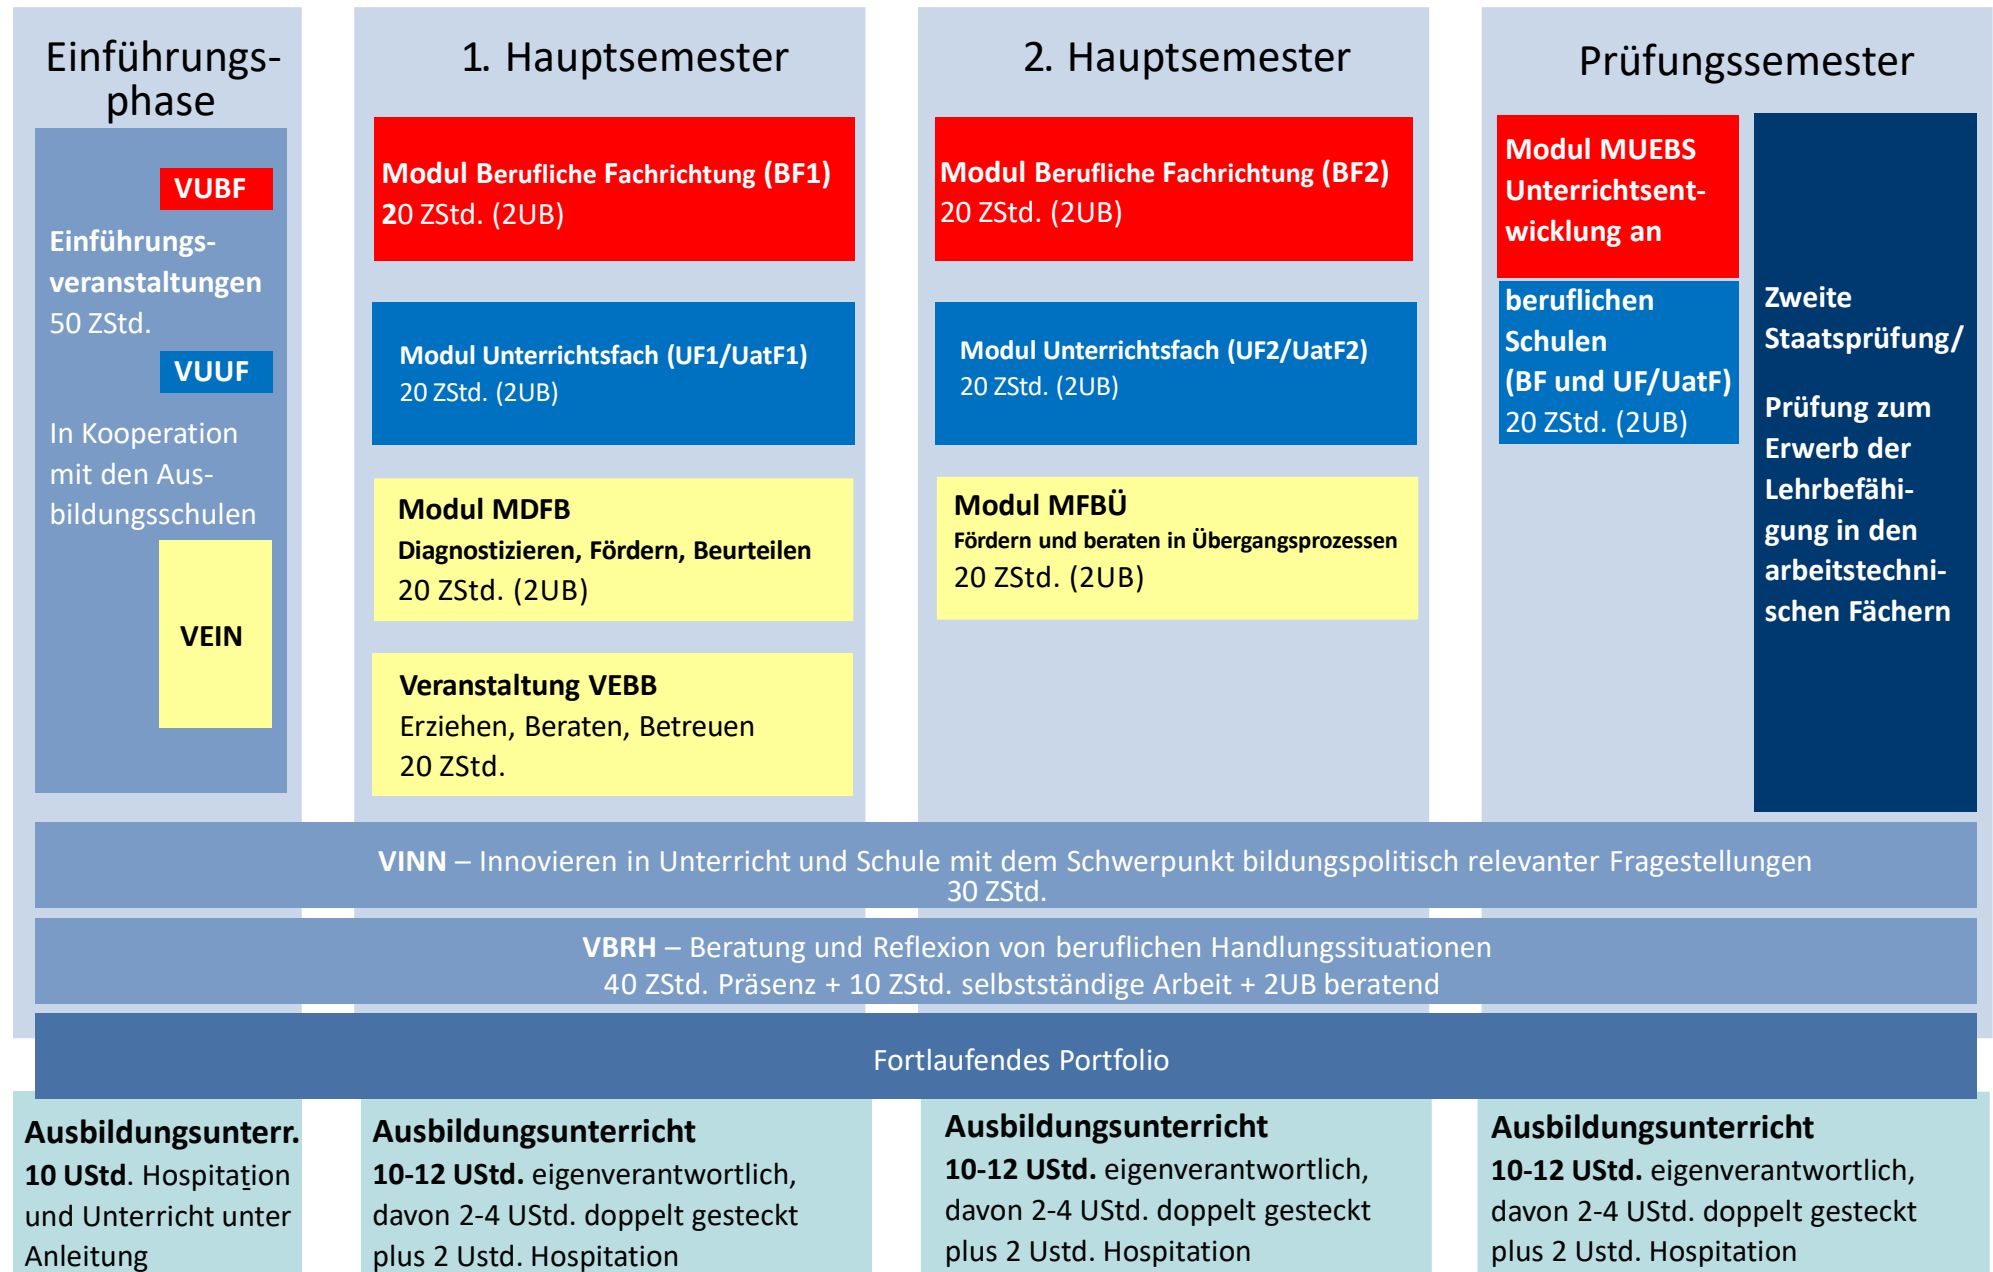 Einführungs-
phase
VUBF
Einführungs-
veranstaltungen
50 ZStd.
VUUF
In Kooperation
mit den Aus-
bildungsschulen
VEIN
1. Hauptsemester
Modul Berufliche Fachrichtung (BF1)
20 ZStd. (2UB)
Modul Unterrichtsfach (UF1/UatF1)
20 ZStd. (2UB)
Modul MDFB
Diagnostizieren, Fördern, Beurteilen
20 ZStd. (2UB)
Veranstaltung VEBB
Erziehen, Beraten, Betreuen
20 ZStd.
2. Hauptsemester
Modul Berufliche Fachrichtung (BF2)
20 ZStd. (2UB)
Modul Unterrichtsfach (UF2/UatF2)
20 ZStd. (2UB)
Modul MFBÜ
Fördern und beraten in Übergangsprozessen
20 ZStd. (2UB)
Prüfungssemester
Modul MUEBS
Unterrichtsent-
wicklung an
beruflichen
Schulen
(BF und UF/UatF)
20 ZStd. (2UB)
Zweite
Staatsprüfung/
Prüfung zum
Erwerb der
Lehrbefähi-
gung in den
arbeitstechni-
schen Fächern
VINN – Innovieren in Unterricht und Schule mit dem Schwerpunkt bildungspolitisch relevanter Fragestellungen
30 ZStd.
VBRH – Beratung und Reflexion von beruflichen Handlungssituationen
40 ZStd. Präsenz + 10 ZStd. selbstständige Arbeit + 2UB beratend
Fortlaufendes Portfolio
Ausbildungsunterr.
10 UStd. Hospitation
und Unterricht unter
Anleitung
Ausbildungsunterricht
10-12 UStd. eigenverantwortlich,
davon 2-4 UStd. doppelt gesteckt
plus 2 Ustd. Hospitation
Ausbildungsunterricht
10-12 UStd. eigenverantwortlich,
davon 2-4 UStd. doppelt gesteckt
plus 2 Ustd. Hospitation
Ausbildungsunterricht
10-12 UStd. eigenverantwortlich,
davon 2-4 UStd. doppelt gesteckt
plus 2 Ustd. Hospitation